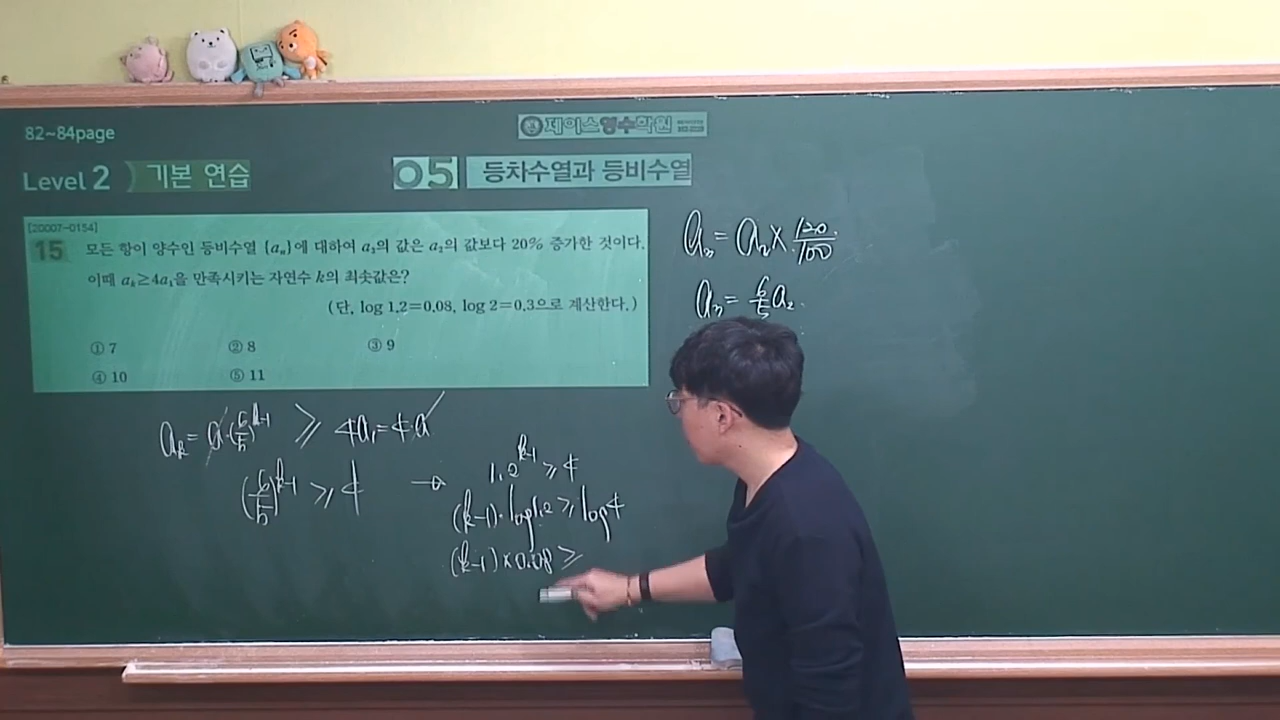 82~84page
제이스영수학원
Level 2 기본 연습
05 등차수열과 등비수열
[20007-0154]
15 모든 항이 양수인 등비수열 {aₙ}에 대하여 a₃의 값은 a₂의 값보다 20% 증가한 것이다.
이때 aₖ≥4a₁을 만족시키는 자연수 k의 최솟값은?
(단, log 1.2=0.08, log 2=0.3으로 계산한다.)
① 7 ② 8 ③ 9
④ 10 ⑤ 11
a₃ = a₂ × 120/100
a₃ = 6/5 a₂.
aₖ = a·(6/5)^(k-1) ≥ 4a₁ = 4·a
(6/5)^(k-1) ≥ 4 → 1.2^(k-1) ≥ 4
(k-1)·log1.2 ≥ log4
(k-1)×0.08 ≥